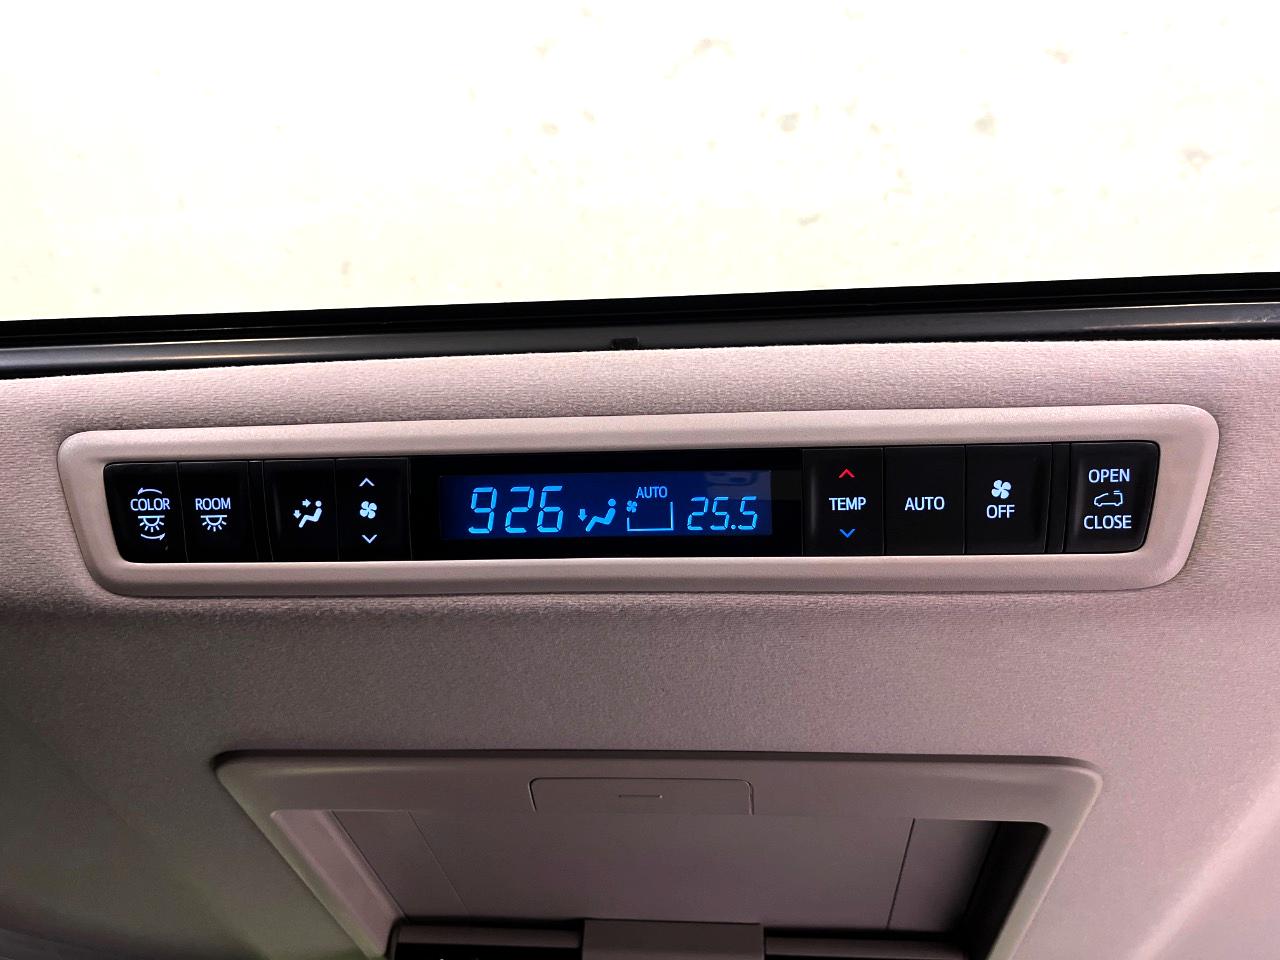 COLOR
ROOM
926
AUTO
25.5
TEMP
AUTO
OFF
OPEN
CLOSE